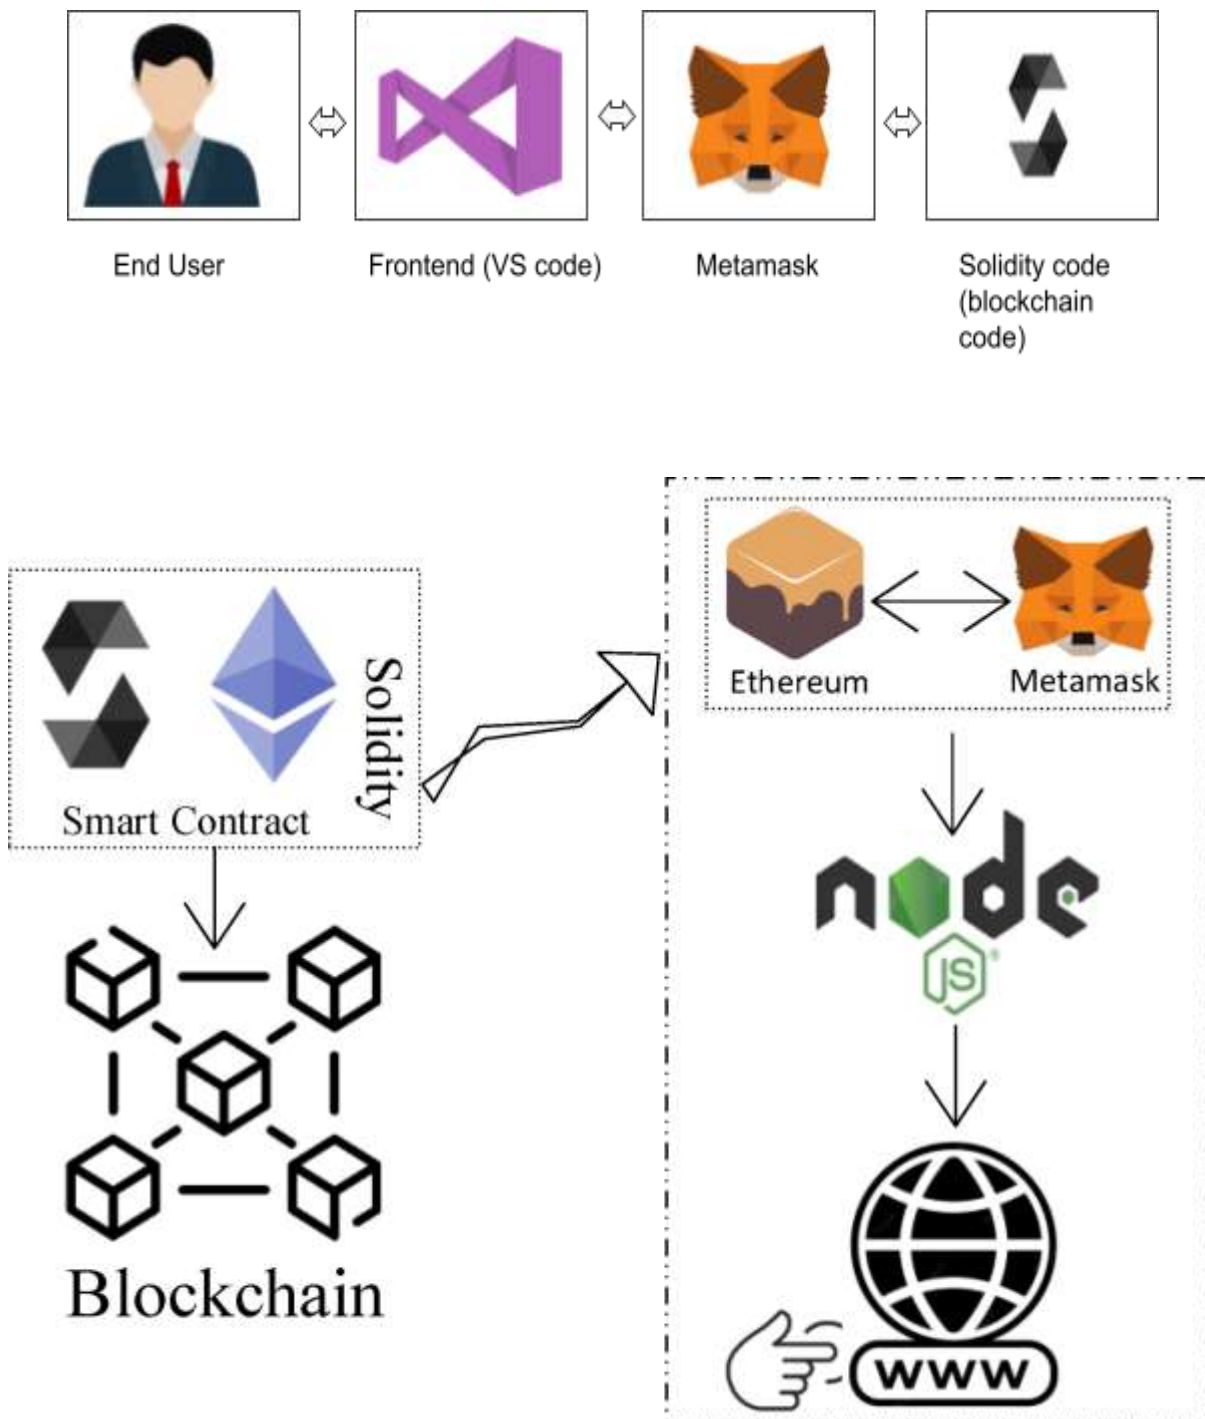 End User
Frontend (VS code)
Metamask
Solidity code
(blockchain
code)
Solidity
Smart Contract
Blockchain
Ethereum
Metamask
node
JS®
WWW